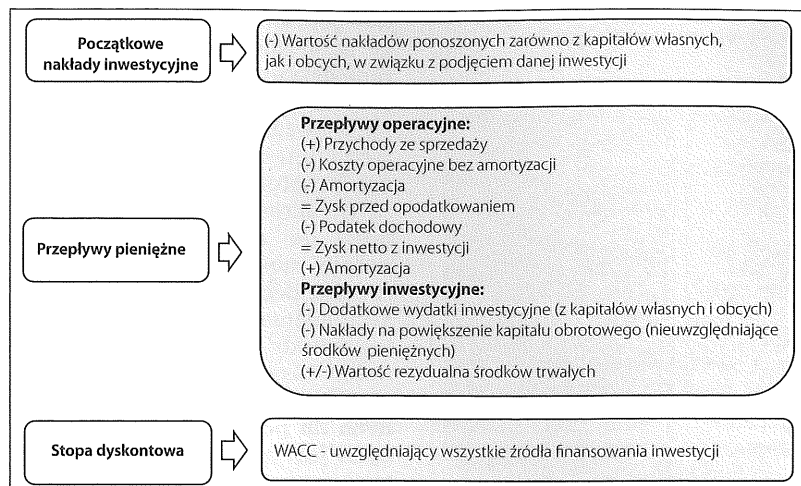 Początkowe
nakłady inwestycyjne
(-) Wartość nakładów ponoszonych zarówno z kapitałów własnych,
jak i obcych, w związku z podjęciem danej inwestycji
Przepływy pieniężne
Przepływy operacyjne:
(+) Przychody ze sprzedaży
(-) Koszty operacyjne bez amortyzacji
(-) Amortyzacja
= Zysk przed opodatkowaniem
(-) Podatek dochodowy
= Zysk netto z inwestycji
(+) Amortyzacja
Przepływy inwestycyjne:
(-) Dodatkowe wydatki inwestycyjne (z kapitałów własnych i obcych)
(-) Nakłady na powiększenie kapitału obrotowego (nieuwzględniające
środków pieniężnych)
(+/-) Wartość rezydualna środków trwałych
Stopa dyskontowa
WACC - uwzględniający wszystkie źródła finansowania inwestycji